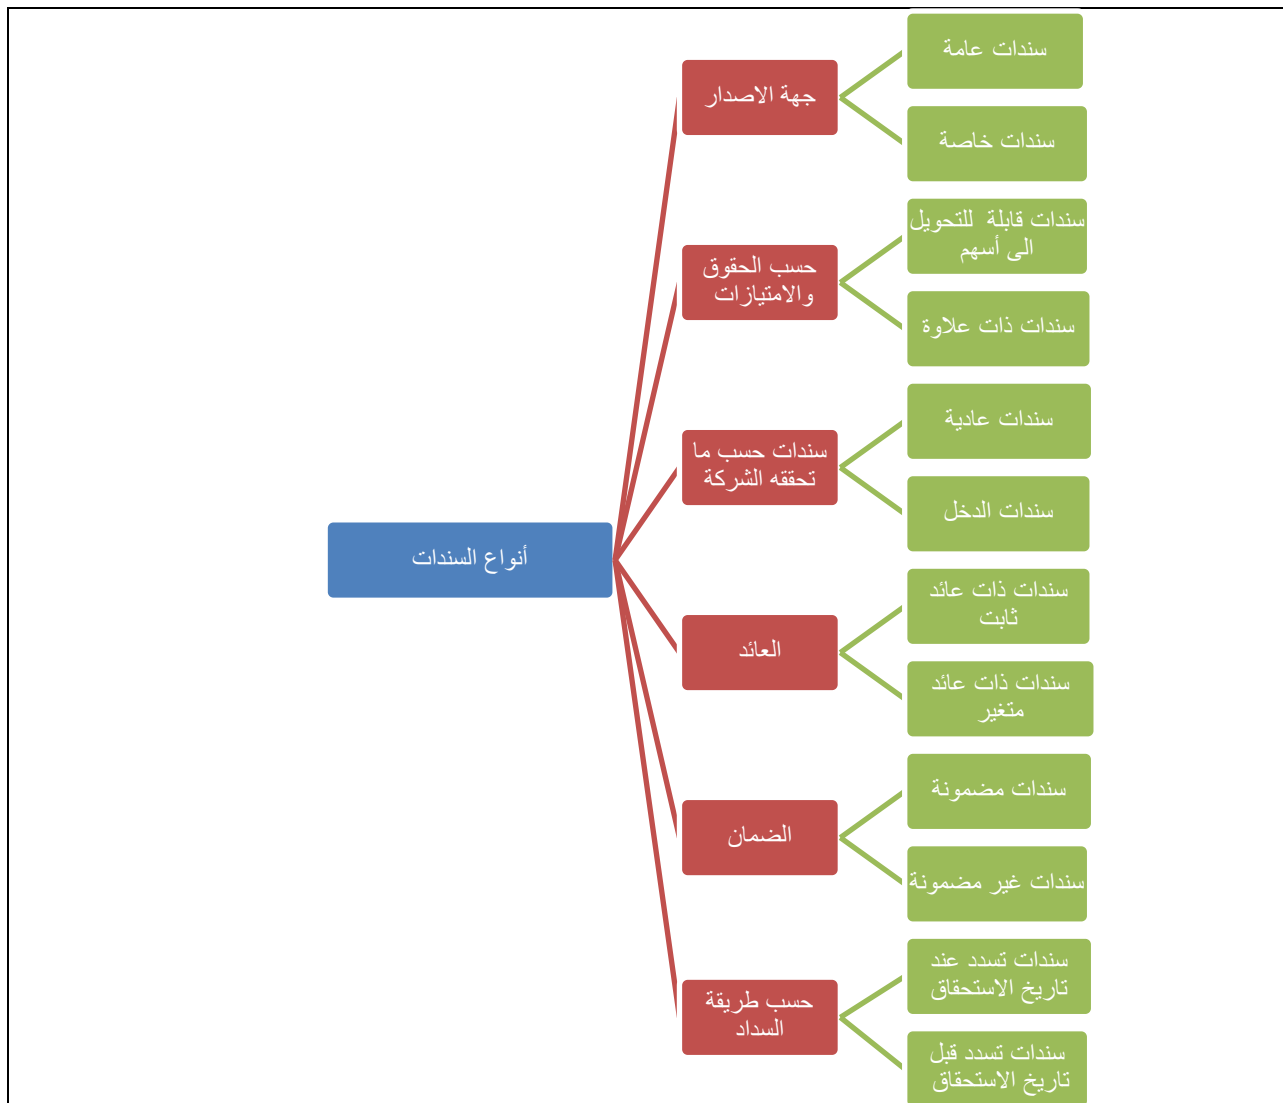 أنواع السندات
جهة الاصدار
سندات عامة
سندات خاصة
حسب الحقوق
والامتيازات
سندات قابلة للتحويل
الى أسهم
سندات ذات علاوة
سندات حسب ما
تحققه الشركة
سندات عادية
سندات الدخل
العائد
سندات ذات عائد
ثابت
سندات ذات عائد
متغير
الضمان
سندات مضمونة
سندات غير مضمونة
حسب طريقة
السداد
سندات تسدد عند
تاريخ الاستحقاق
سندات تسدد قبل
تاريخ الاستحقاق